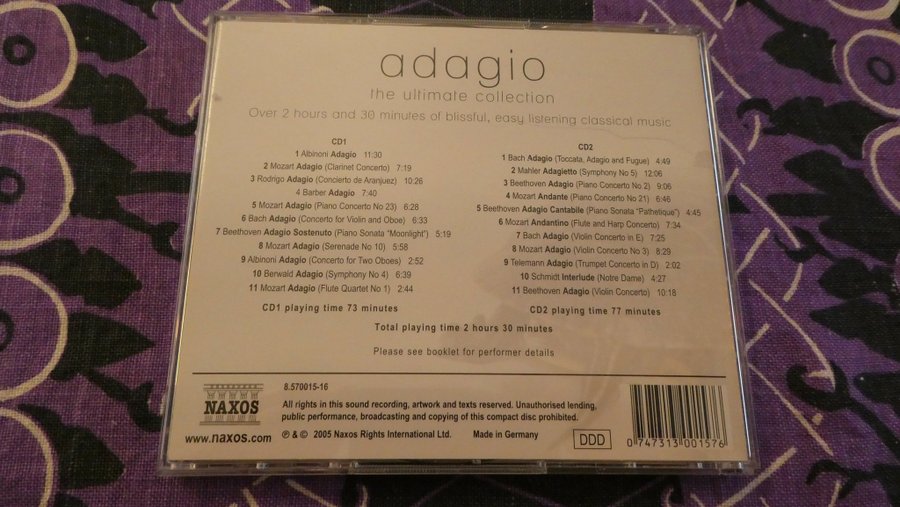 adagio
the ultimate collection
Over 2 hours and 30 minutes of blissful, easy listening classical music
CD1
1 Albinoni Adagio 11:30
2 Mozart Adagio (Clarinet Concerto) 7:19
3 Rodrigo Adagio (Concierto de Aranjuez) 10:26
4 Barber Adagio 7:40
5 Mozart Adagio (Piano Concerto No 23) 6:28
6 Bach Adagio (Concerto for Violin and Oboe) 6:33
7 Beethoven Adagio Sostenuto (Piano Sonata "Moonlight") 5:19
8 Mozart Adagio (Serenade No 10) 5:58
9 Albinoni Adagio (Concerto for Two Oboes) 2:52
10 Berwald Adagio (Symphony No 4) 6:39
11 Mozart Adagio (Flute Quartet No 1) 2:44
CD1 playing time 73 minutes
CD2
1 Bach Adagio (Toccata, Adagio and Fugue) 4:49
2 Mahler Adagietto (Symphony No 5) 12:06
3 Beethoven Adagio (Piano Concerto No 2) 9:06
4 Mozart Andante (Piano Concerto No 21) 6:46
5 Beethoven Adagio Cantabile (Piano Sonata "Pathetique") 4:45
6 Mozart Andantino (Flute and Harp Concerto) 7:34
7 Bach Adagio (Violin Concerto in E) 7:25
8 Mozart Adagio (Violin Concerto No 3) 8:29
9 Telemann Adagio (Trumpet Concerto in D) 2:02
10 Schmidt Interlude (Notre Dame) 4:27
11 Beethoven Adagio (Violin Concerto) 10:18
CD2 playing time 77 minutes
Total playing time 2 hours 30 minutes
Please see booklet for performer details
NAXOS
www.naxos.com
8.570015-16
All rights in this sound recording, artwork and texts reserved. Unauthorised lending,
public performance, broadcasting and copying of this compact disc prohibited.
℗ & © 2005 Naxos Rights International Ltd. Made in Germany
DDD
0 747313 001576